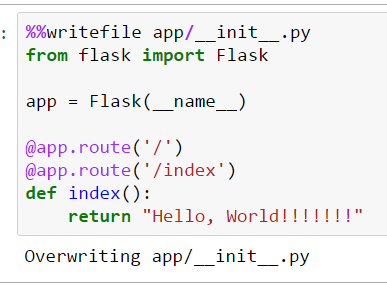 :
%%writefile app/__init__.py
from flask import Flask
app = Flask(__name__)
@app.route('/')
@app.route('/index')
def index():
    return "Hello, World!!!!!!!"
Overwriting app/__init__.py